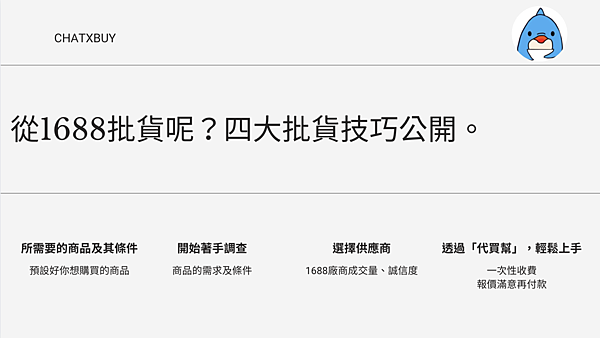 CHATXBUY
從1688批貨呢？四大批貨技巧公開。
所需要的商品及其條件
預設好你想購買的商品
開始著手調查
商品的需求及條件
選擇供應商
1688廠商成交量、誠信度
透過「代買幫」，輕鬆上手
一次性收費
報價滿意再付款